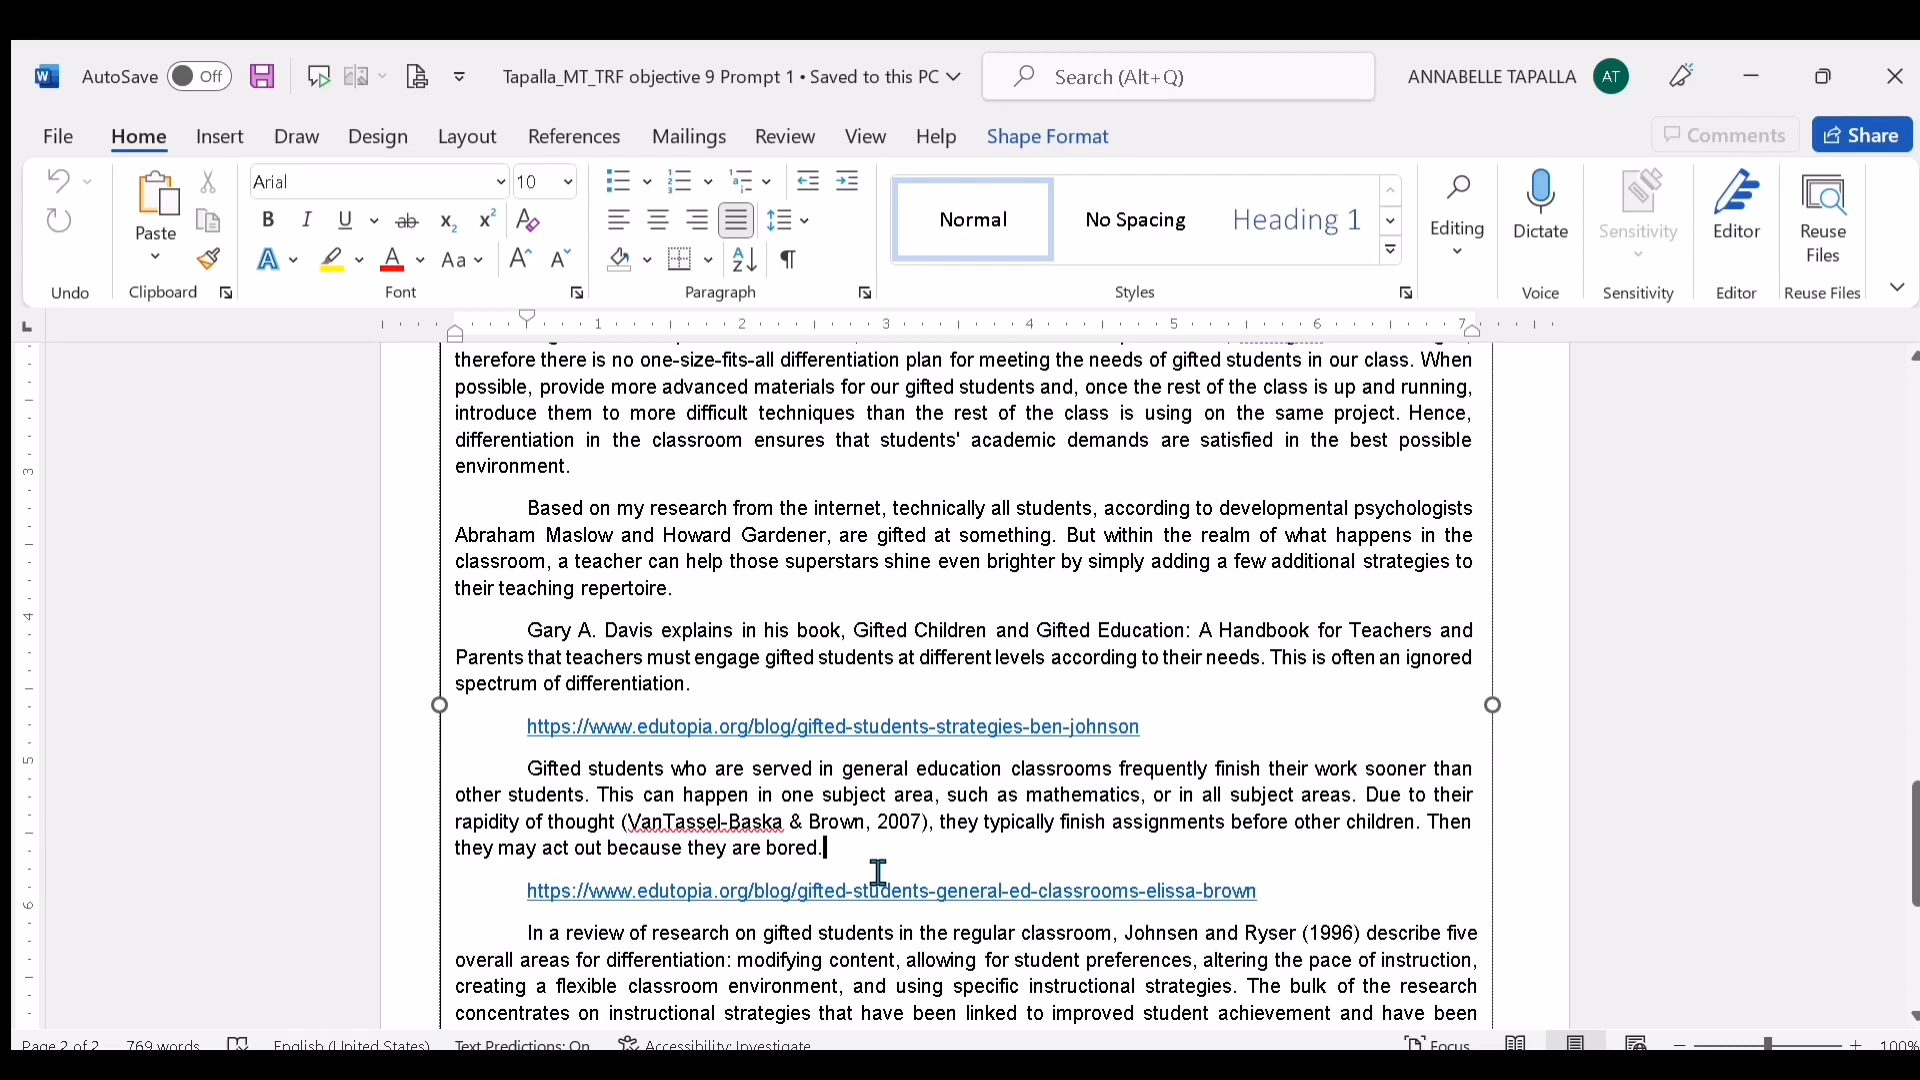 AutoSave Off Tapalla_MT_TRF objective 9 Prompt 1 • Saved to this PC Search (Alt+Q) ANNABELLE TAPALLA AT
File Home Insert Draw Design Layout References Mailings Review View Help Shape Format Comments Share
Arial 10
Paste
Normal No Spacing Heading 1
Editing Dictate Sensitivity Editor Reuse Files
Undo Clipboard Font Paragraph Styles Voice Sensitivity Editor Reuse Files
1 2 3 4 5 6 7
therefore there is no one-size-fits-all differentiation plan for meeting the needs of gifted students in our class. When
possible, provide more advanced materials for our gifted students and, once the rest of the class is up and running,
introduce them to more difficult techniques than the rest of the class is using on the same project. Hence,
differentiation in the classroom ensures that students' academic demands are satisfied in the best possible
environment.
Based on my research from the internet, technically all students, according to developmental psychologists
Abraham Maslow and Howard Gardener, are gifted at something. But within the realm of what happens in the
classroom, a teacher can help those superstars shine even brighter by simply adding a few additional strategies to
their teaching repertoire.
Gary A. Davis explains in his book, Gifted Children and Gifted Education: A Handbook for Teachers and
Parents that teachers must engage gifted students at different levels according to their needs. This is often an ignored
spectrum of differentiation.
https://www.edutopia.org/blog/gifted-students-strategies-ben-johnson
Gifted students who are served in general education classrooms frequently finish their work sooner than
other students. This can happen in one subject area, such as mathematics, or in all subject areas. Due to their
rapidity of thought (VanTassel-Baska & Brown, 2007), they typically finish assignments before other children. Then
they may act out because they are bored.
https://www.edutopia.org/blog/gifted-students-general-ed-classrooms-elissa-brown
In a review of research on gifted students in the regular classroom, Johnsen and Ryser (1996) describe five
overall areas for differentiation: modifying content, allowing for student preferences, altering the pace of instruction,
creating a flexible classroom environment, and using specific instructional strategies. The bulk of the research
concentrates on instructional strategies that have been linked to improved student achievement and have been
Page 2 of 2 769 words English (United States) Text Predictions: On Accessibility: Investigate Focus 100%